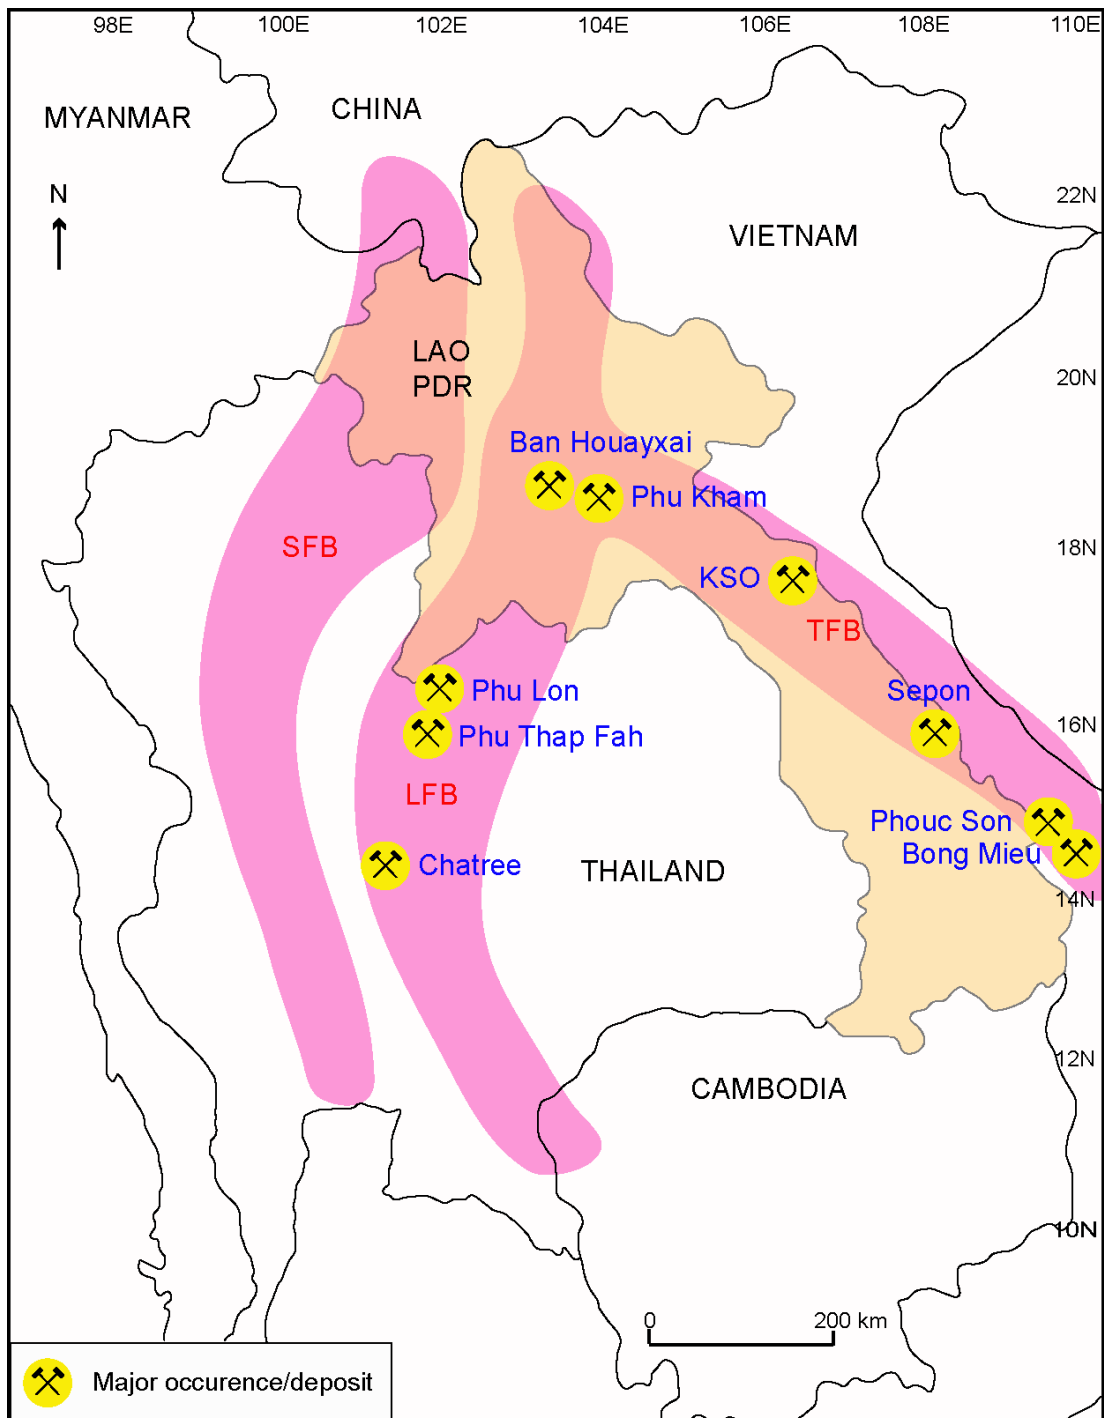 98E 100E 102E 104E 106E 108E 110E
CHINA
MYANMAR
N
22N
VIETNAM
LAO
PDR
20N
Ban Houayxai
Phu Kham
SFB
18N
KSO
TFB
Phu Lon
Sepon
16N
Phu Thap Fah
LFB
Phouc Son
Bong Mieu
Chatree
THAILAND
14N
12N
CAMBODIA
10N
0 200 km
Major occurence/deposit